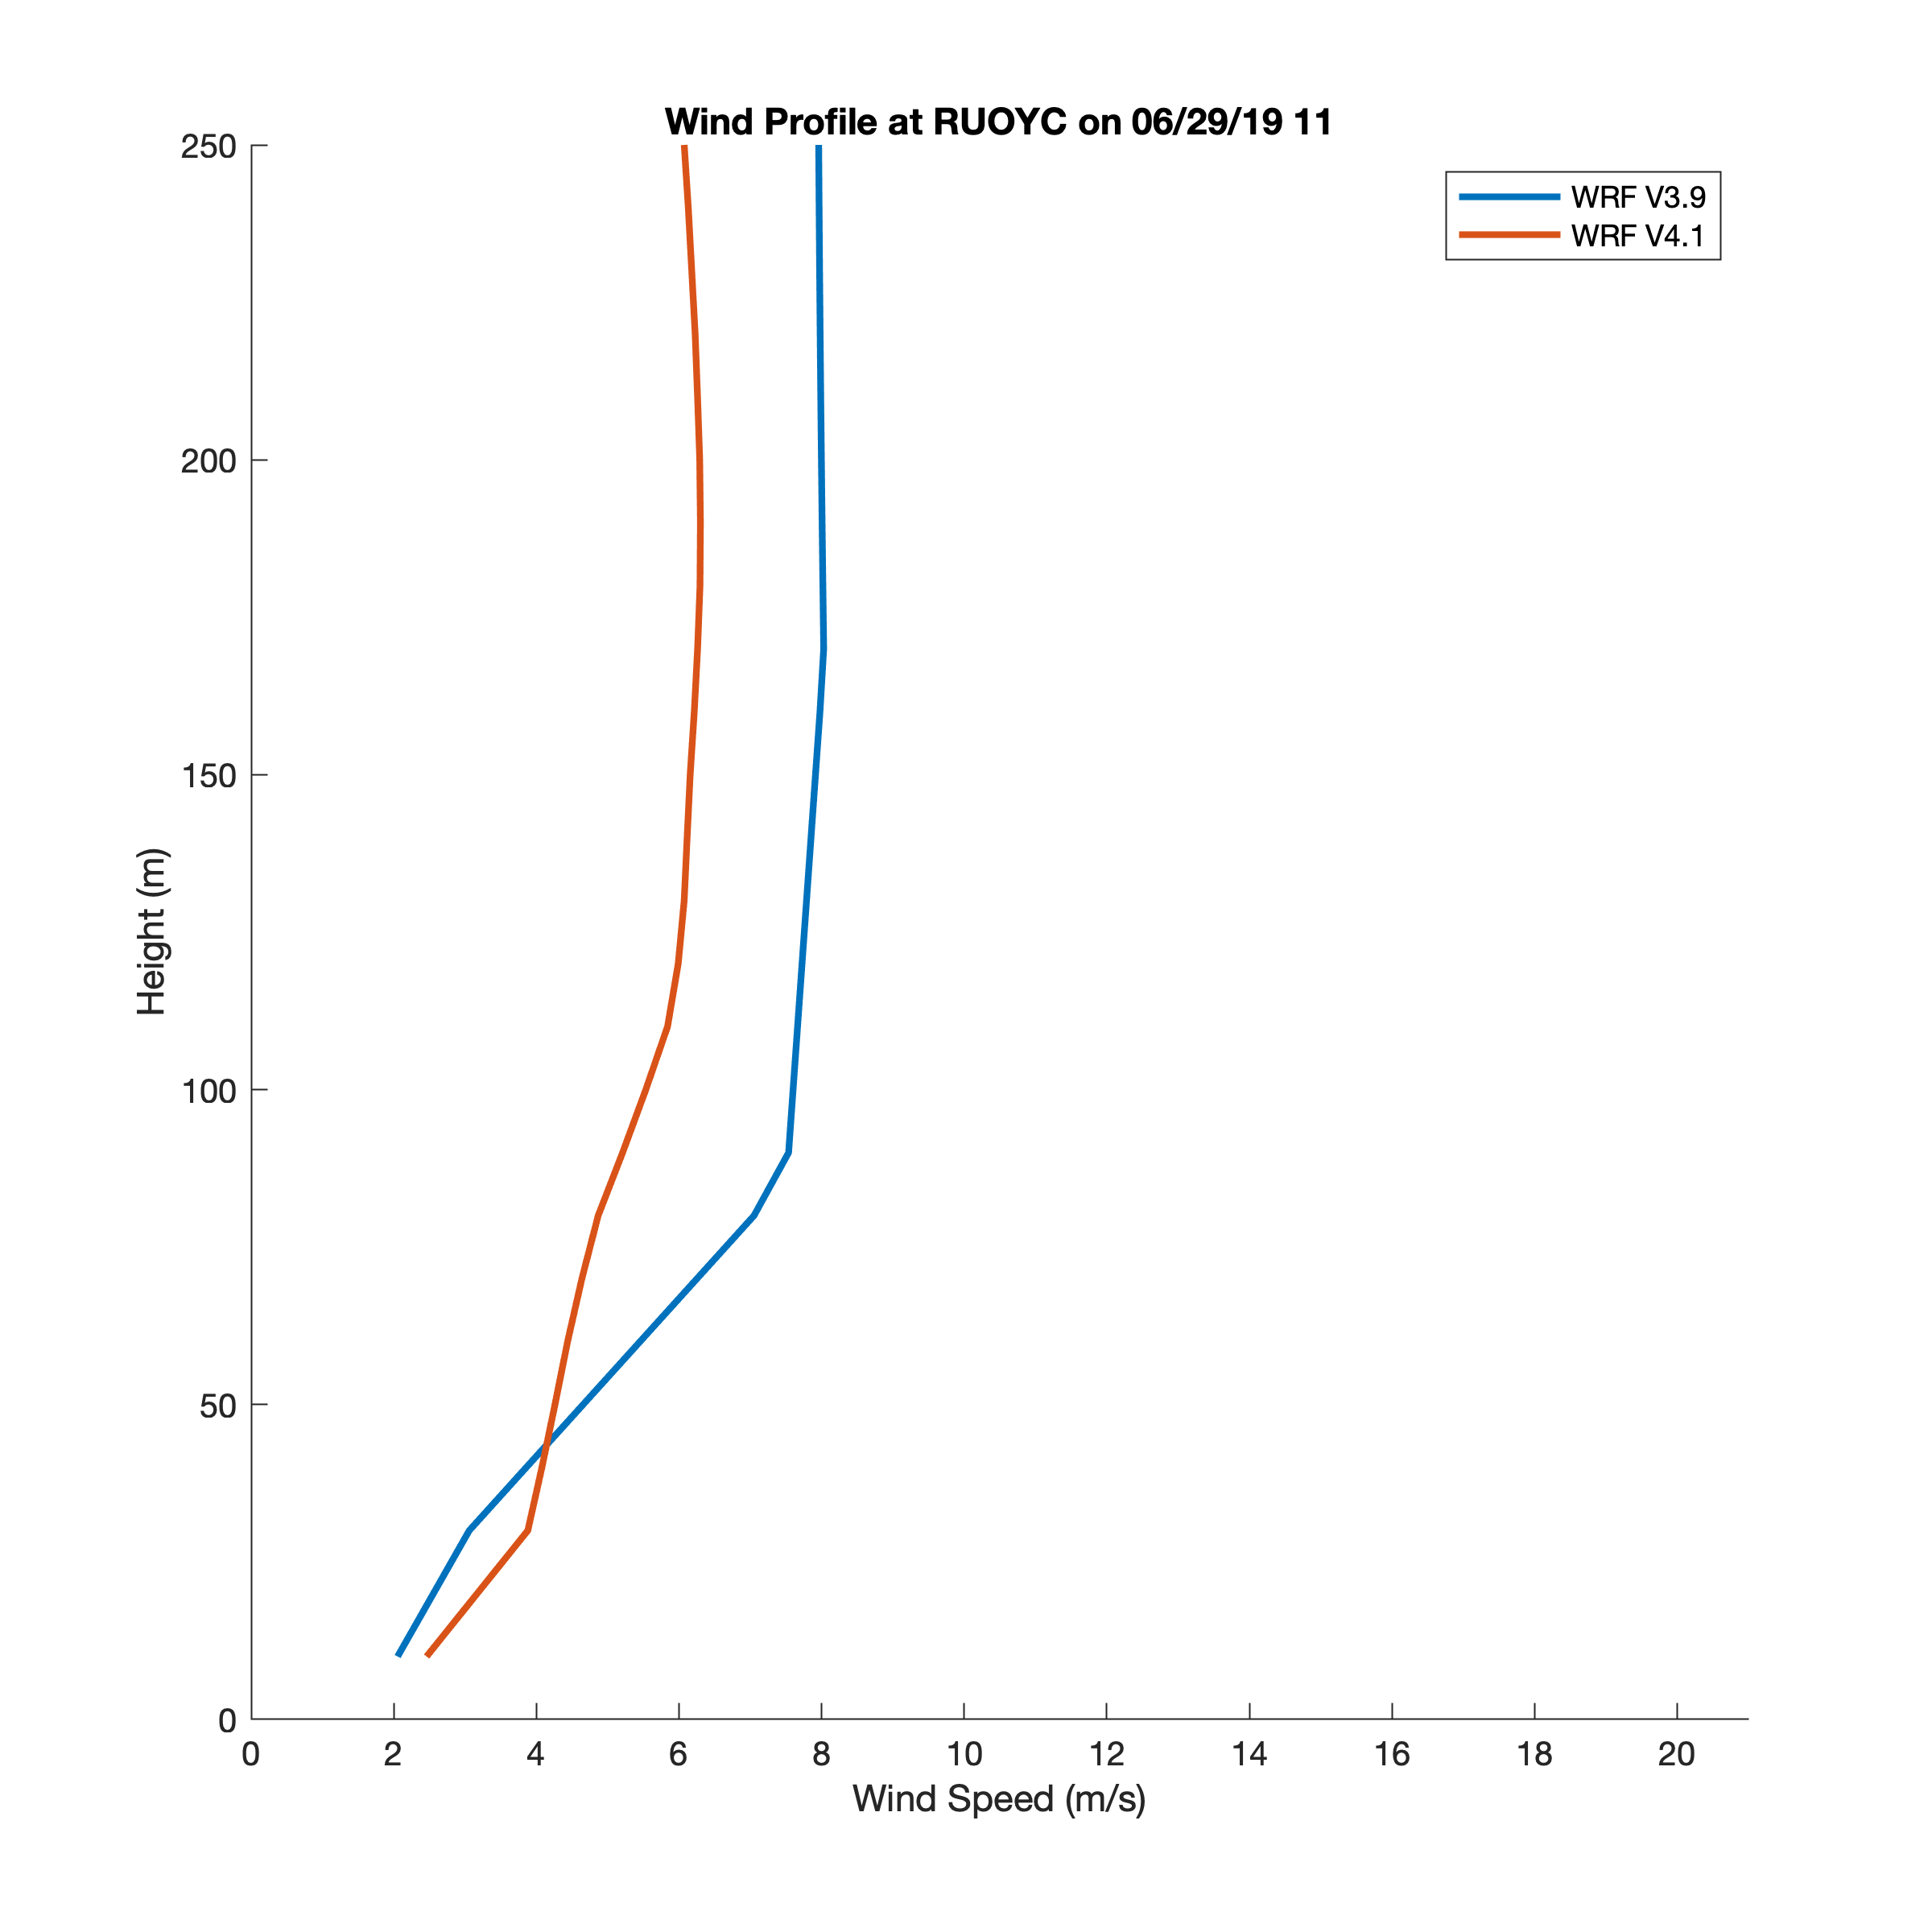 Wind Profile at RUOYC on 06/29/19 11
WRF V3.9
WRF V4.1
250
200
150
100
50
0
Height (m)
0 2 4 6 8 10 12 14 16 18 20
Wind Speed (m/s)